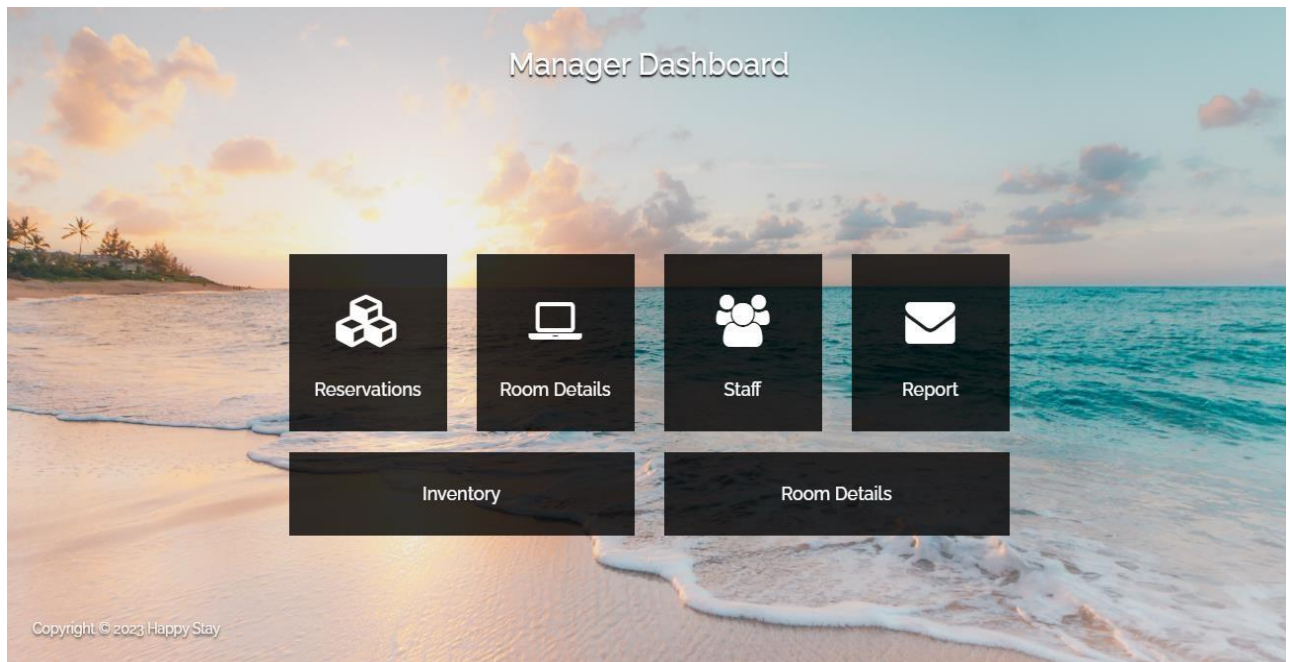 Manager Dashboard
Reservations
Room Details
Staff
Report
Inventory
Room Details
Copyright © 2023 Happy Stay